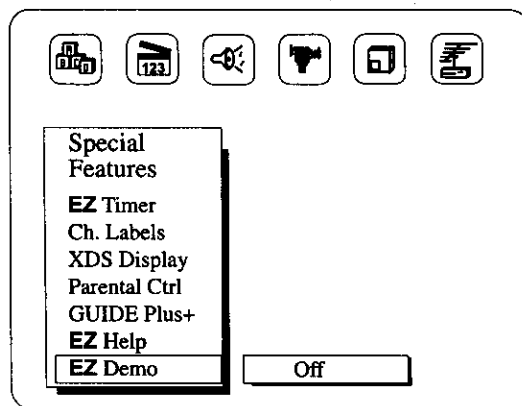 123
Special
Features
EZ Timer
Ch. Labels
XDS Display
Parental Ctrl
GUIDE Plus+
EZ Help
EZ Demo Off